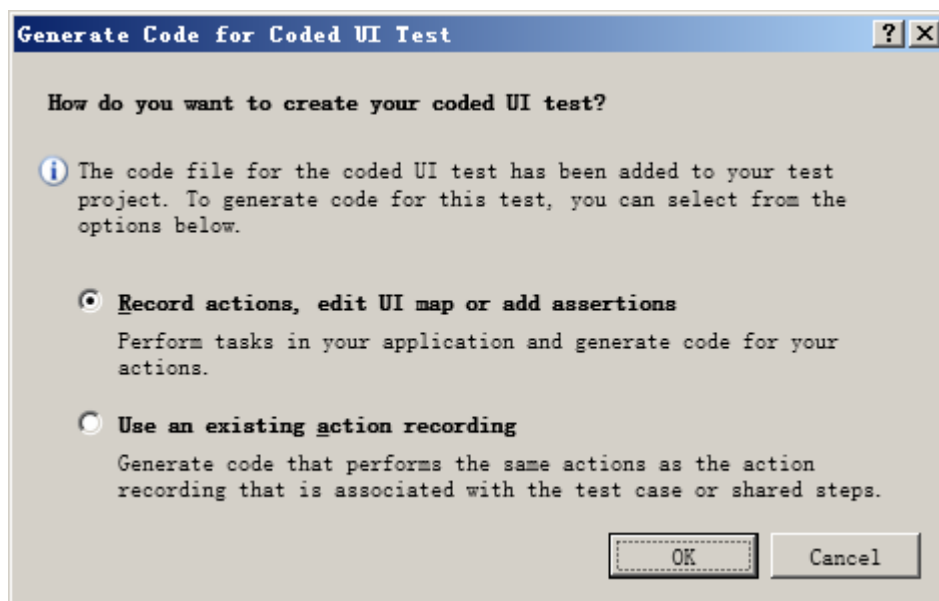 Generate Code for Coded UI Test
How do you want to create your coded UI test?
The code file for the coded UI test has been added to your test
project. To generate code for this test, you can select from the
options below.
Record actions, edit UI map or add assertions
Perform tasks in your application and generate code for your
actions.
Use an existing action recording
Generate code that performs the same actions as the action
recording that is associated with the test case or shared steps.
OK Cancel